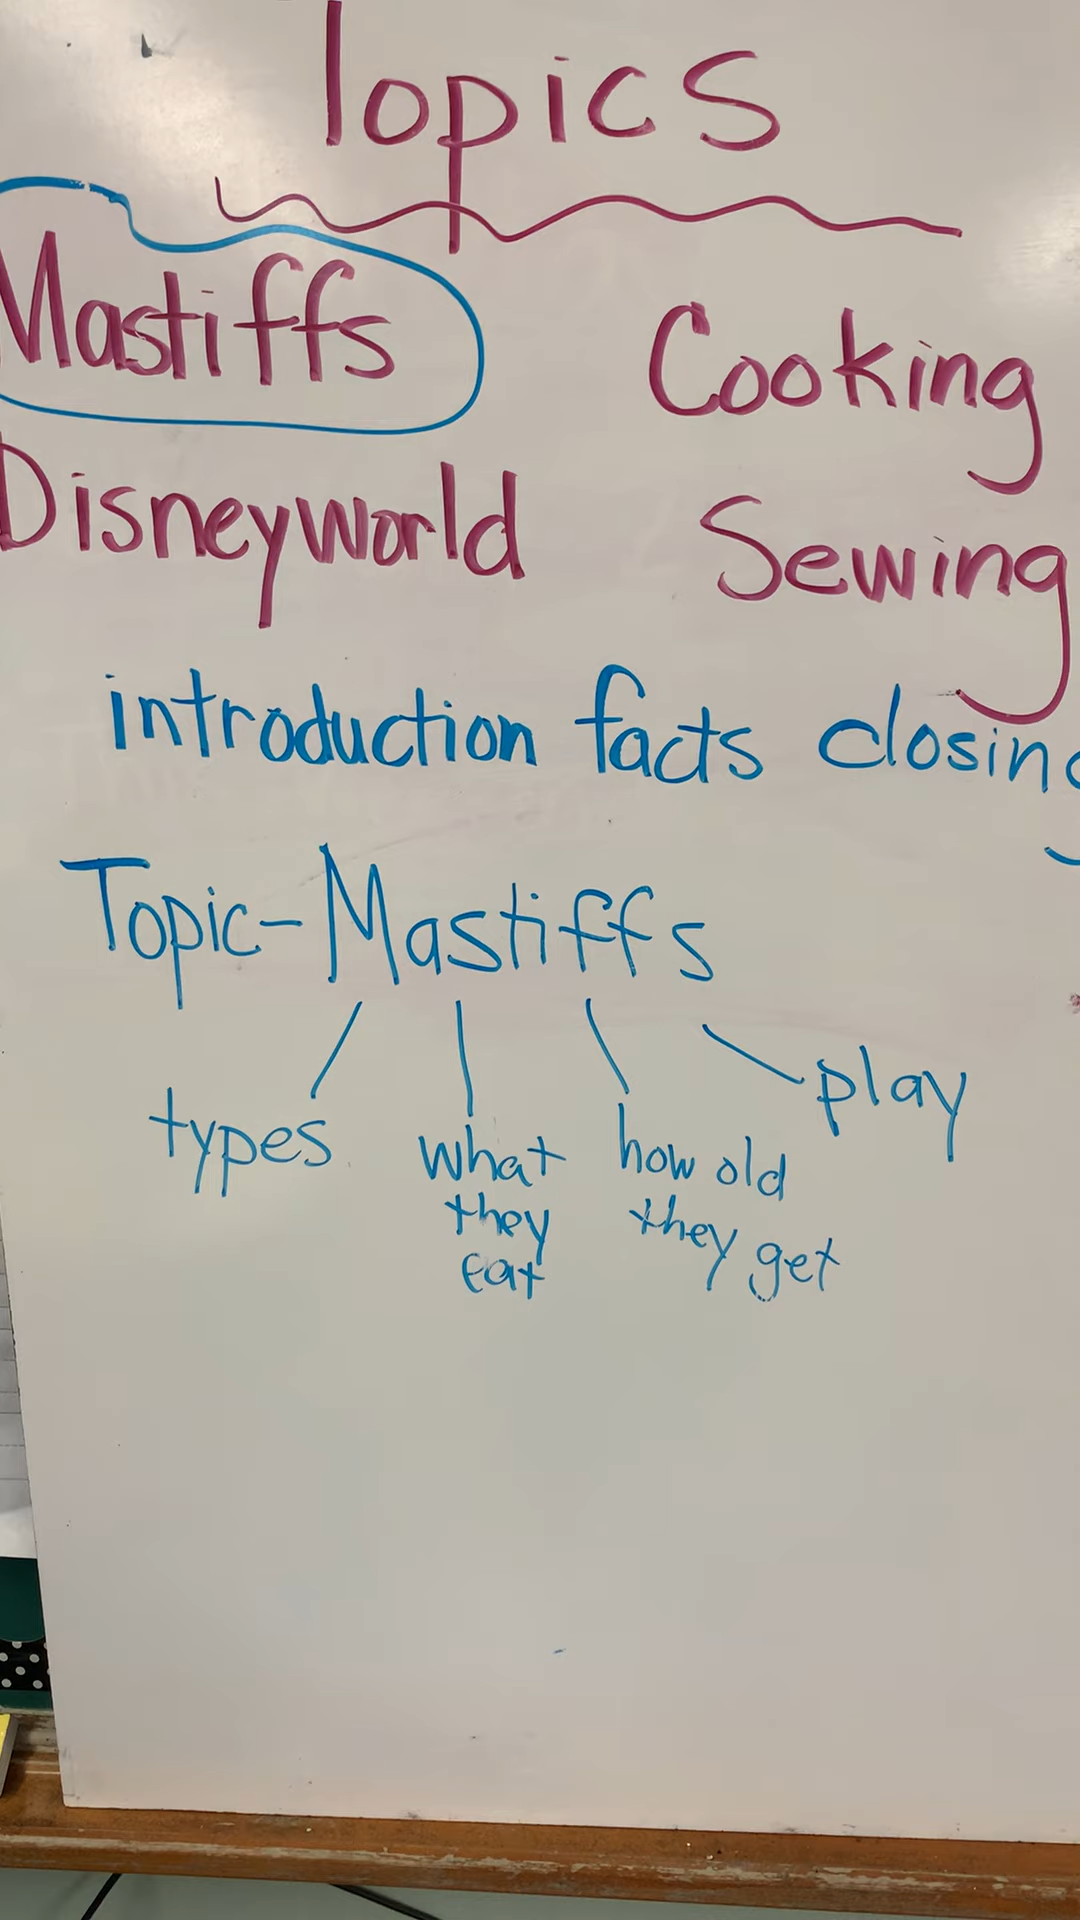 Topics
Mastiffs Cooking
Disneyworld Sewing
introduction facts closing
Topic-Mastiffs
types
what
they
eat
how old
they get
play